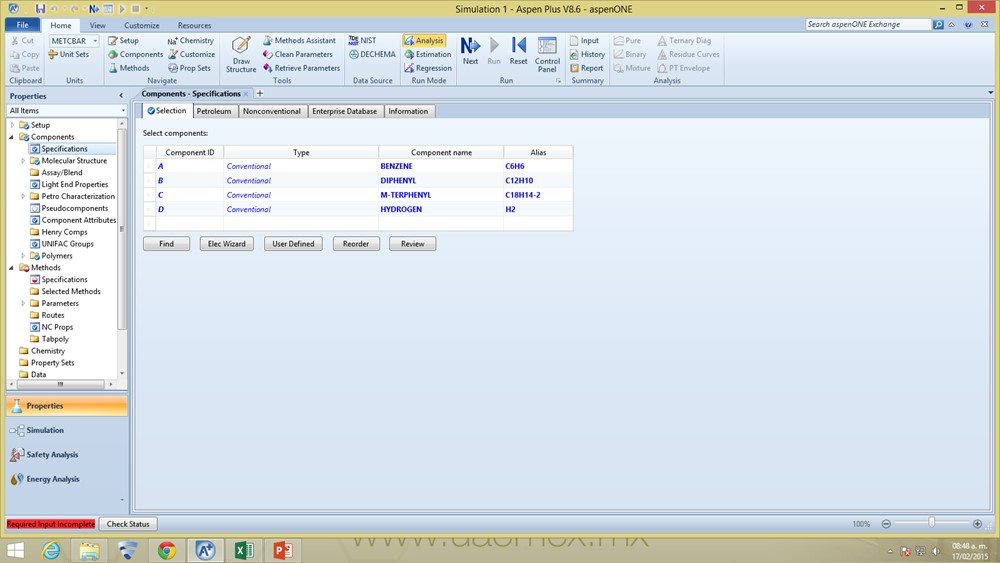 Simulation 1 - Aspen Plus V8.6 - aspenONE
File Home View Customize Resources Search aspenONE Exchange
Cut METCBAR Setup Chemistry Methods Assistant NIST Analysis Input Pure Ternary Diag
Copy Unit Sets Components Customize Draw Structure Clean Parameters DECHEMA Estimation Next Run Reset Control Panel History Binary Residue Curves
Paste Methods Prop Sets Retrieve Parameters Regression Report Mixture PT Envelope
Clipboard Units Navigate Tools Data Source Run Mode Run Summary Analysis
Properties Components - Specifications
All Items Selection Petroleum Nonconventional Enterprise Database Information
Setup
Components
Specifications
Molecular Structure
Assay/Blend
Light End Properties
Petro Characterization
Pseudocomponents
Component Attributes
Henry Comps
UNIFAC Groups
Polymers
Methods
Specifications
Selected Methods
Parameters
Routes
NC Props
Tabpoly
Chemistry
Property Sets
Data
Properties
Simulation
Safety Analysis
Energy Analysis
Select components:
Component ID Type Component name Alias
A Conventional BENZENE C6H6
B Conventional DIPHENYL C12H10
C Conventional M-TERPHENYL C18H14-2
D Conventional HYDROGEN H2
Find Elec Wizard User Defined Reorder Review
Required Input Incomplete Check Status 100%
08:48 a. m.
17/02/2015